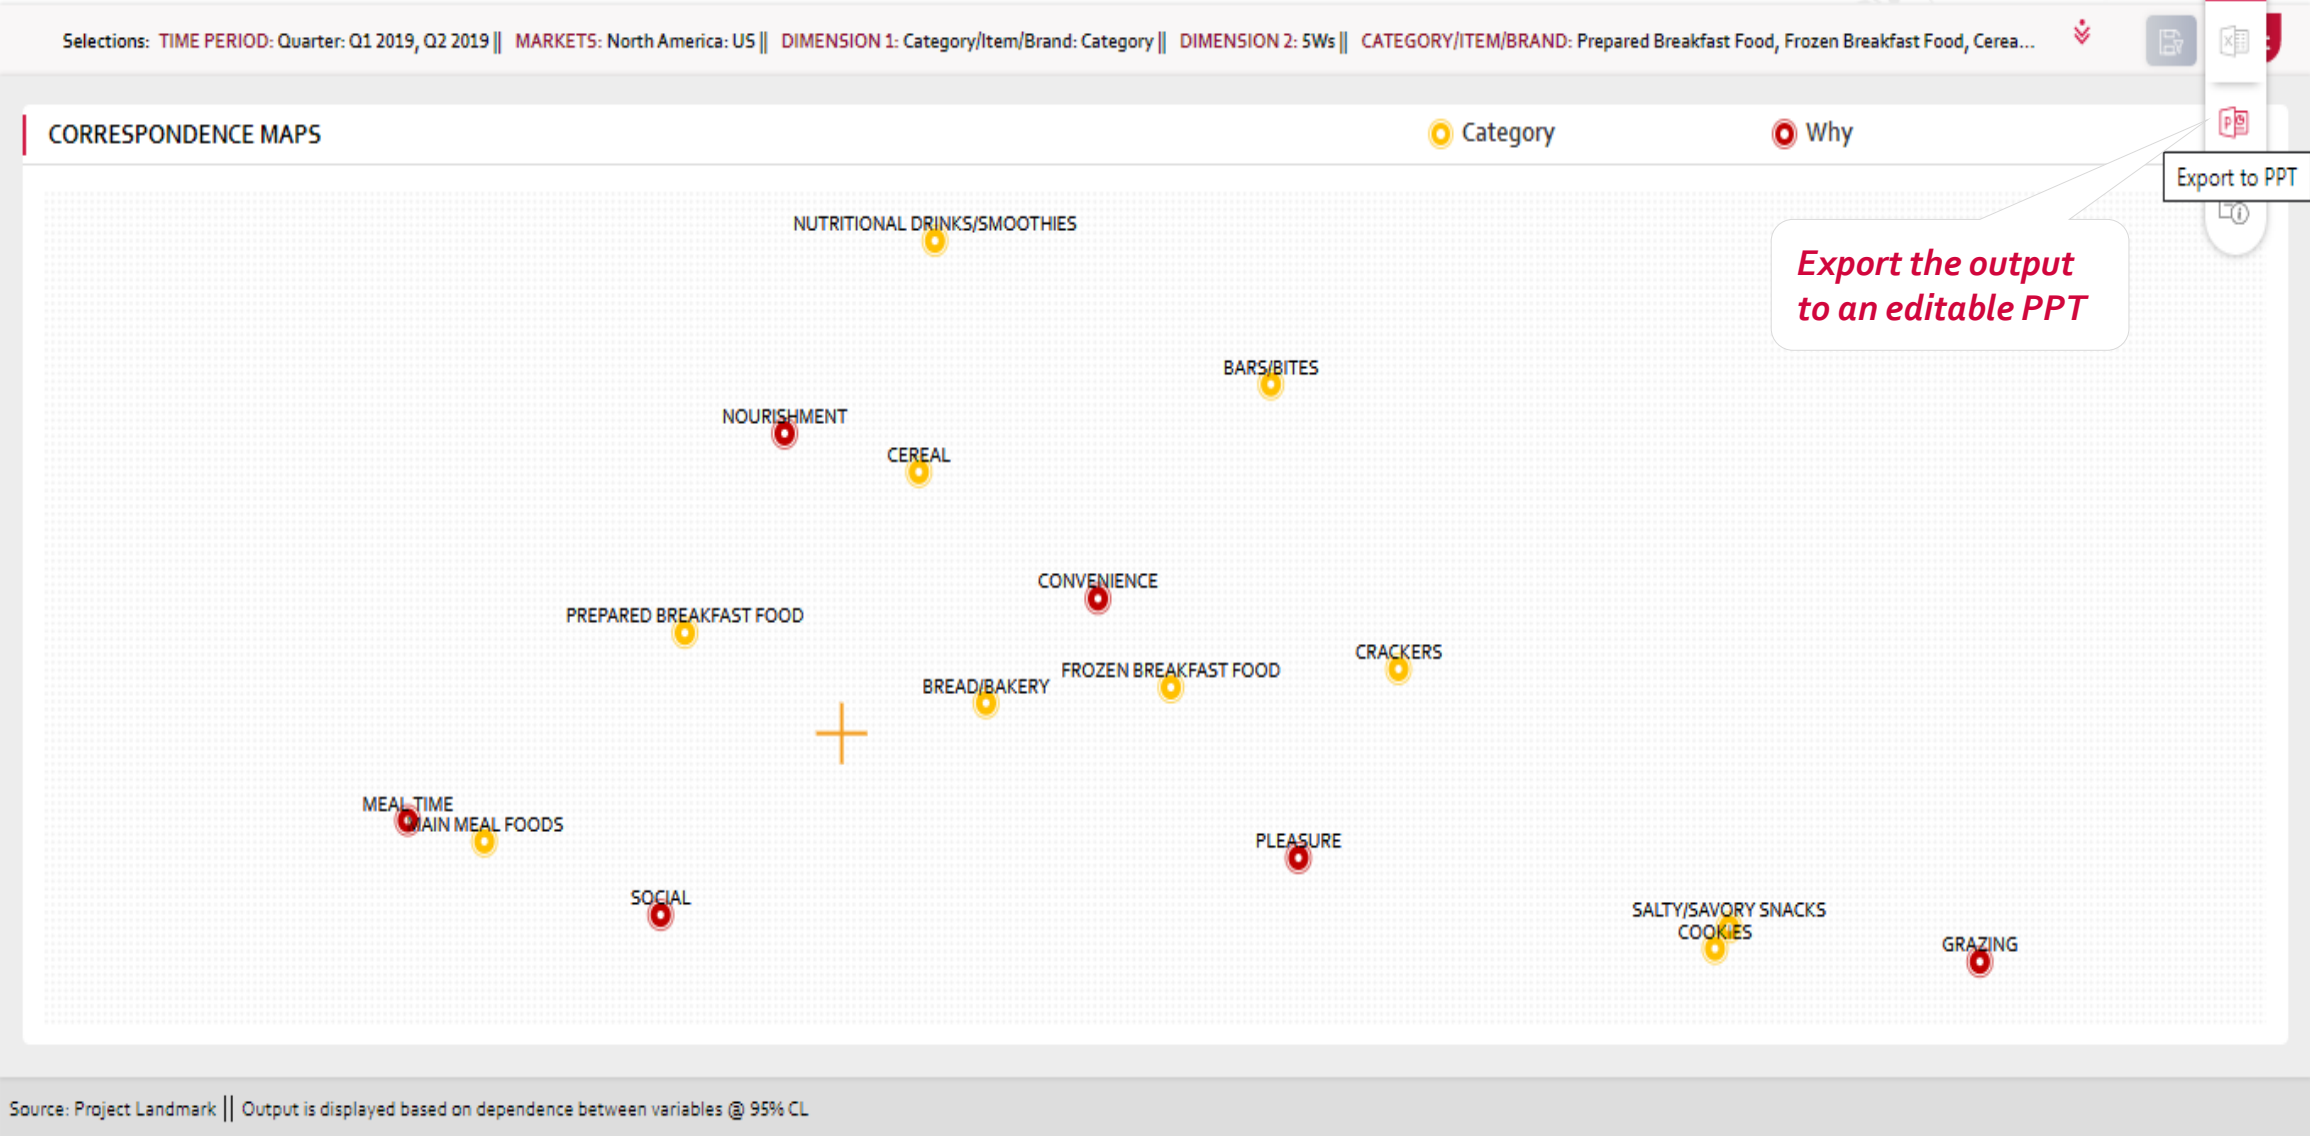 Selections: TIME PERIOD: Quarter: Q1 2019, Q2 2019 || MARKETS: North America: US || DIMENSION 1: Category/Item/Brand: Category || DIMENSION 2: 5Ws || CATEGORY/ITEM/BRAND: Prepared Breakfast Food, Frozen Breakfast Food, Cerea...
CORRESPONDENCE MAPS
Category
Why
Export to PPT
Export the output
to an editable PPT
NUTRITIONAL DRINKS/SMOOTHIES
BARS/BITES
NOURISHMENT
CEREAL
CONVENIENCE
PREPARED BREAKFAST FOOD
CRACKERS
FROZEN BREAKFAST FOOD
BREAD/BAKERY
MEAL TIME
MAIN MEAL FOODS
PLEASURE
SOCIAL
SALTY/SAVORY SNACKS
COOKIES
GRAZING
Source: Project Landmark || Output is displayed based on dependence between variables @ 95% CL